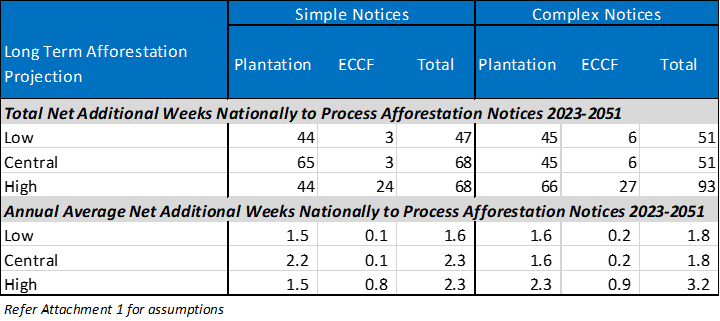 Simple Notices Complex Notices
Long Term Afforestation Projection Plantation ECCF Total Plantation ECCF Total
Total Net Additional Weeks Nationally to Process Afforestation Notices 2023-2051
Low 44 3 47 45 6 51
Central 65 3 68 45 6 51
High 44 24 68 66 27 93
Annual Average Net Additional Weeks Nationally to Process Afforestation Notices 2023-2051
Low 1.5 0.1 1.6 1.6 0.2 1.8
Central 2.2 0.1 2.3 1.6 0.2 1.8
High 1.5 0.8 2.3 2.3 0.9 3.2
Refer Attachment 1 for assumptions